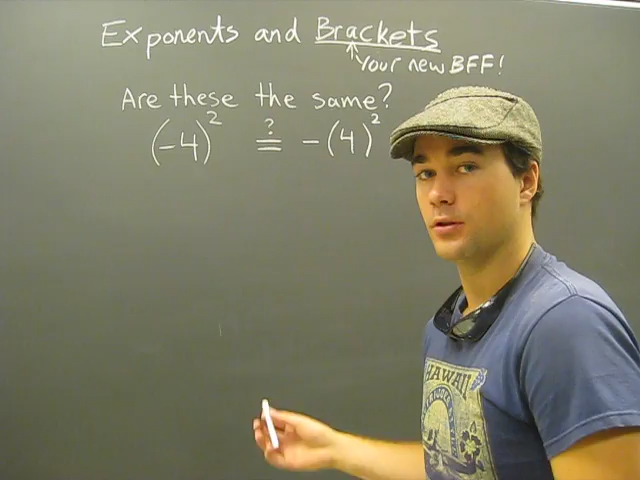 Exponents and Brackets
Your new BFF!
Are these the same?
(-4)² ≟ -(4)²
HAWAII